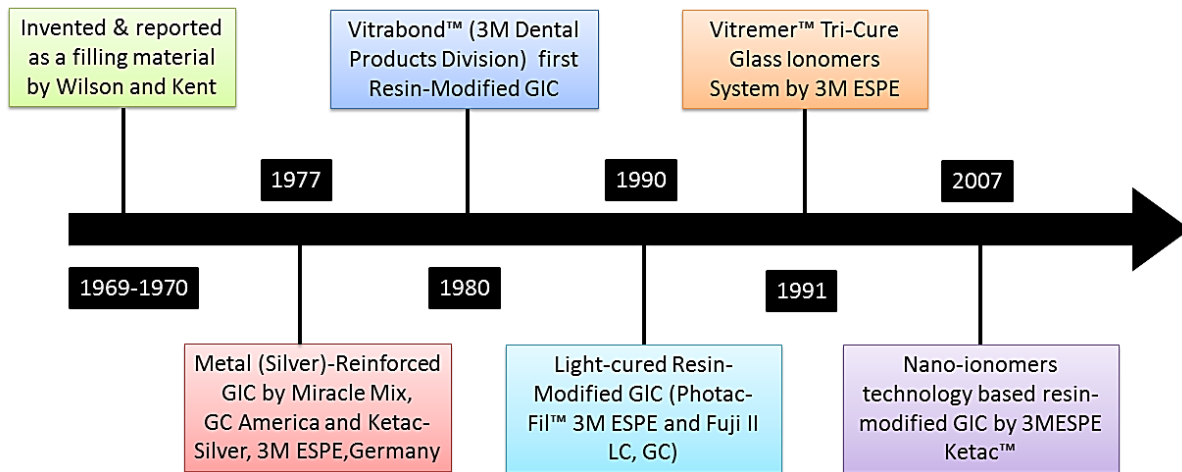 Invented & reported
as a filling material
by Wilson and Kent
Vitrabond™ (3M Dental
Products Division) first
Resin-Modified GIC
Vitremer™ Tri-Cure
Glass Ionomers
System by 3M ESPE
1977
1990
2007
1969-1970
1980
1991
Metal (Silver)-Reinforced
GIC by Miracle Mix,
GC America and Ketac-
Silver, 3M ESPE,Germany
Light-cured Resin-
Modified GIC (Photac-
Fil™ 3M ESPE and Fuji II
LC, GC)
Nano-ionomers
technology based resin-
modified GIC by 3MESPE
Ketac™